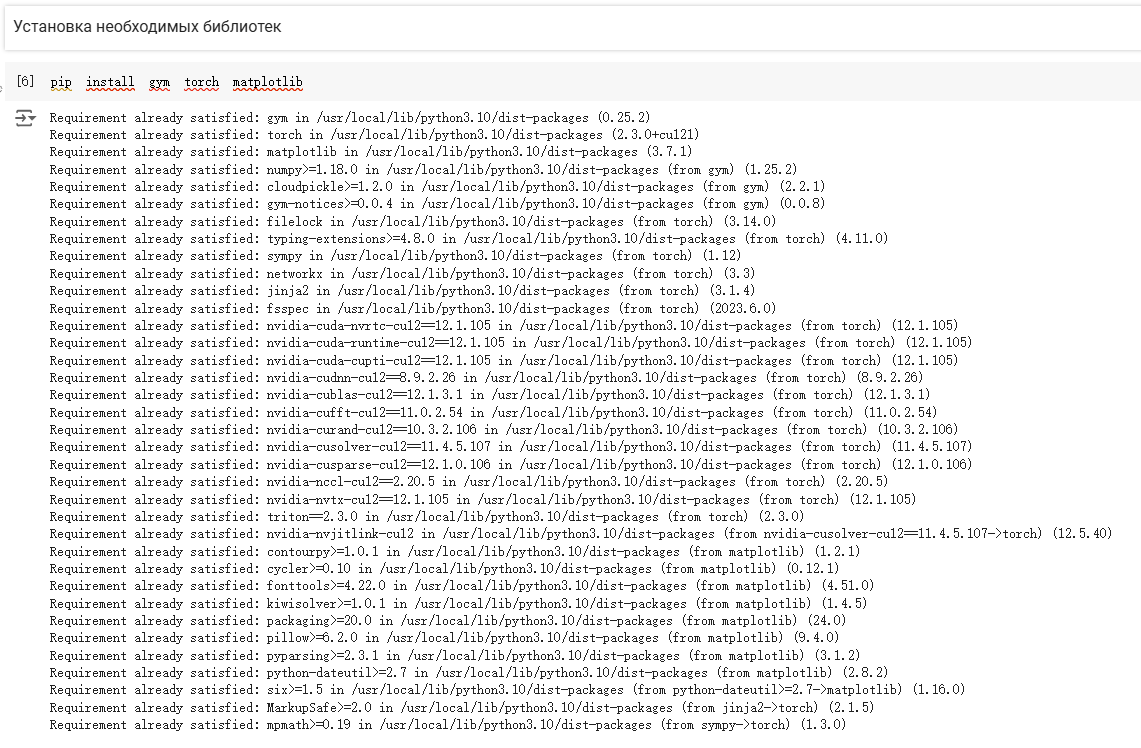 Установка необходимых библиотек
[6] pip install gym torch matplotlib
Requirement already satisfied: gym in /usr/local/lib/python3.10/dist-packages (0.25.2)
Requirement already satisfied: torch in /usr/local/lib/python3.10/dist-packages (2.3.0+cu121)
Requirement already satisfied: matplotlib in /usr/local/lib/python3.10/dist-packages (3.7.1)
Requirement already satisfied: numpy>=1.18.0 in /usr/local/lib/python3.10/dist-packages (from gym) (1.25.2)
Requirement already satisfied: cloudpickle>=1.2.0 in /usr/local/lib/python3.10/dist-packages (from gym) (2.2.1)
Requirement already satisfied: gym-notices>=0.0.4 in /usr/local/lib/python3.10/dist-packages (from gym) (0.0.8)
Requirement already satisfied: filelock in /usr/local/lib/python3.10/dist-packages (from torch) (3.14.0)
Requirement already satisfied: typing-extensions>=4.8.0 in /usr/local/lib/python3.10/dist-packages (from torch) (4.11.0)
Requirement already satisfied: sympy in /usr/local/lib/python3.10/dist-packages (from torch) (1.12)
Requirement already satisfied: networkx in /usr/local/lib/python3.10/dist-packages (from torch) (3.3)
Requirement already satisfied: jinja2 in /usr/local/lib/python3.10/dist-packages (from torch) (3.1.4)
Requirement already satisfied: fsspec in /usr/local/lib/python3.10/dist-packages (from torch) (2023.6.0)
Requirement already satisfied: nvidia-cuda-nvrtc-cu12==12.1.105 in /usr/local/lib/python3.10/dist-packages (from torch) (12.1.105)
Requirement already satisfied: nvidia-cuda-runtime-cu12==12.1.105 in /usr/local/lib/python3.10/dist-packages (from torch) (12.1.105)
Requirement already satisfied: nvidia-cuda-cupti-cu12==12.1.105 in /usr/local/lib/python3.10/dist-packages (from torch) (12.1.105)
Requirement already satisfied: nvidia-cudnn-cu12==8.9.2.26 in /usr/local/lib/python3.10/dist-packages (from torch) (8.9.2.26)
Requirement already satisfied: nvidia-cublas-cu12==12.1.3.1 in /usr/local/lib/python3.10/dist-packages (from torch) (12.1.3.1)
Requirement already satisfied: nvidia-cufft-cu12==11.0.2.54 in /usr/local/lib/python3.10/dist-packages (from torch) (11.0.2.54)
Requirement already satisfied: nvidia-curand-cu12==10.3.2.106 in /usr/local/lib/python3.10/dist-packages (from torch) (10.3.2.106)
Requirement already satisfied: nvidia-cusolver-cu12==11.4.5.107 in /usr/local/lib/python3.10/dist-packages (from torch) (11.4.5.107)
Requirement already satisfied: nvidia-cusparse-cu12==12.1.0.106 in /usr/local/lib/python3.10/dist-packages (from torch) (12.1.0.106)
Requirement already satisfied: nvidia-nccl-cu12==2.20.5 in /usr/local/lib/python3.10/dist-packages (from torch) (2.20.5)
Requirement already satisfied: nvidia-nvtx-cu12==12.1.105 in /usr/local/lib/python3.10/dist-packages (from torch) (12.1.105)
Requirement already satisfied: triton==2.3.0 in /usr/local/lib/python3.10/dist-packages (from torch) (2.3.0)
Requirement already satisfied: nvidia-nvjitlink-cu12 in /usr/local/lib/python3.10/dist-packages (from nvidia-cusolver-cu12==11.4.5.107->torch) (12.5.40)
Requirement already satisfied: contourpy>=1.0.1 in /usr/local/lib/python3.10/dist-packages (from matplotlib) (1.2.1)
Requirement already satisfied: cycler>=0.10 in /usr/local/lib/python3.10/dist-packages (from matplotlib) (0.12.1)
Requirement already satisfied: fonttools>=4.22.0 in /usr/local/lib/python3.10/dist-packages (from matplotlib) (4.51.0)
Requirement already satisfied: kiwisolver>=1.0.1 in /usr/local/lib/python3.10/dist-packages (from matplotlib) (1.4.5)
Requirement already satisfied: packaging>=20.0 in /usr/local/lib/python3.10/dist-packages (from matplotlib) (24.0)
Requirement already satisfied: pillow>=6.2.0 in /usr/local/lib/python3.10/dist-packages (from matplotlib) (9.4.0)
Requirement already satisfied: pyparsing>=2.3.1 in /usr/local/lib/python3.10/dist-packages (from matplotlib) (3.1.2)
Requirement already satisfied: python-dateutil>=2.7 in /usr/local/lib/python3.10/dist-packages (from matplotlib) (2.8.2)
Requirement already satisfied: six>=1.5 in /usr/local/lib/python3.10/dist-packages (from python-dateutil>=2.7->matplotlib) (1.16.0)
Requirement already satisfied: MarkupSafe>=2.0 in /usr/local/lib/python3.10/dist-packages (from jinja2->torch) (2.1.5)
Requirement already satisfied: mpmath>=0.19 in /usr/local/lib/python3.10/dist-packages (from sympy->torch) (1.3.0)